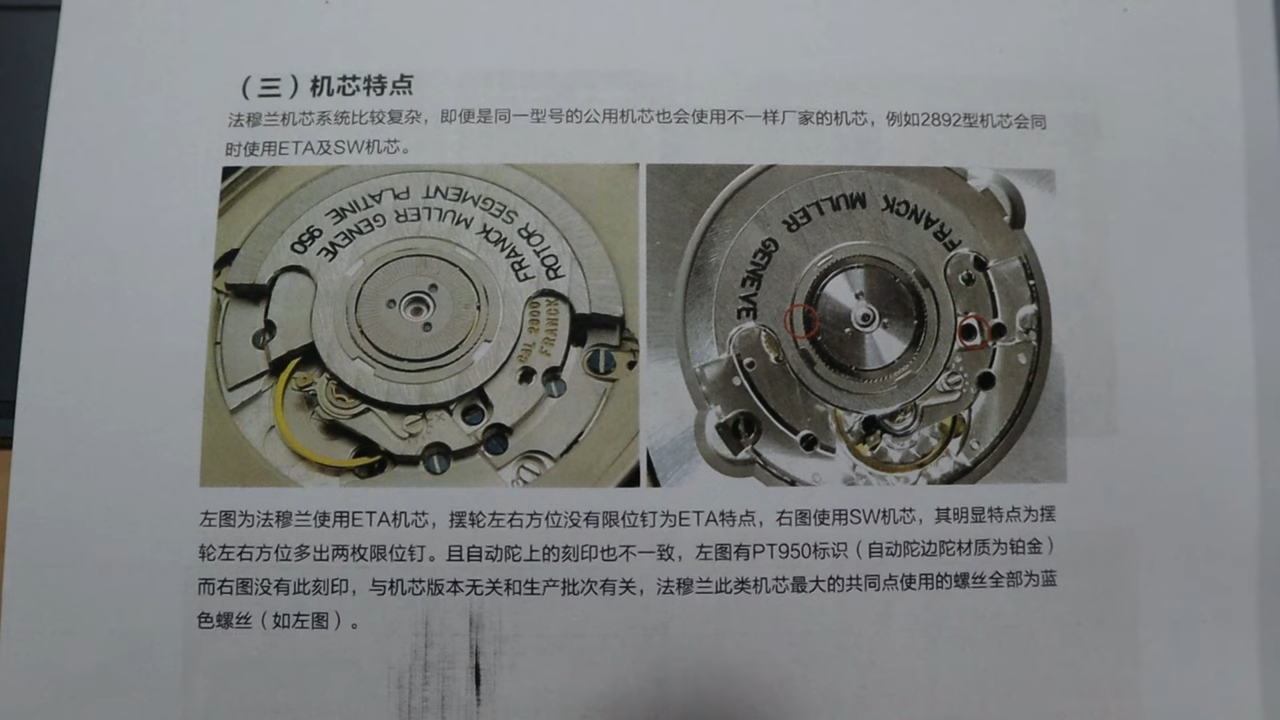 （三）机芯特点
法穆兰机芯系统比较复杂，即便是同一型号的公用机芯也会使用不一样厂家的机芯，例如2892型机芯会同
时使用ETA及SW机芯。
FRANCK MULLER GENEVE
ROTOR SEGMENT PLATINE 950
CAL 2800
FRANCK
FRANCK MULLER GENEVE
左图为法穆兰使用ETA机芯，摆轮左右方位没有限位钉为ETA特点，右图使用SW机芯，其明显特点为摆
轮左右方位多出两枚限位钉。且自动陀上的刻印也不一致，左图有PT950标识（自动陀边陀材质为铂金）
而右图没有此刻印，与机芯版本无关和生产批次有关，法穆兰此类机芯最大的共同点使用的螺丝全部为蓝
色螺丝（如左图）。